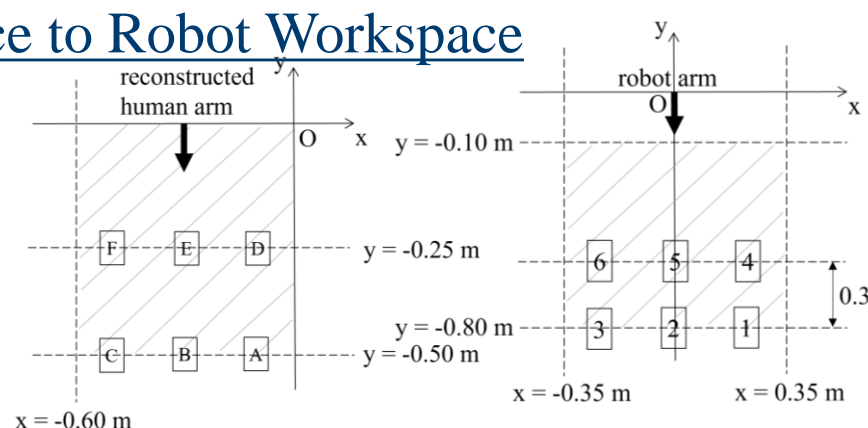 ce to Robot Workspace
reconstructed
human arm
y
O
x
F
E
D
y = -0.25 m
C
B
A
y = -0.50 m
x = -0.60 m
y
robot arm
O
x
y = -0.10 m
6
5
4
0.3
y = -0.80 m
3
2
1
x = -0.35 m
x = 0.35 m